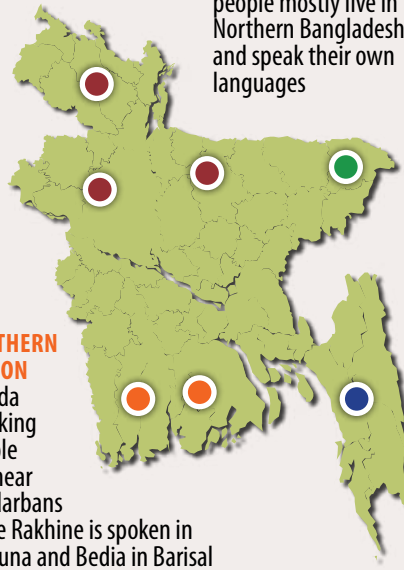 people mostly live in
Northern Bangladesh
and speak their own
languages
THERN
ION
da
king
le
near
darbans
e Rakhine is spoken in
una and Bedia in Barisal